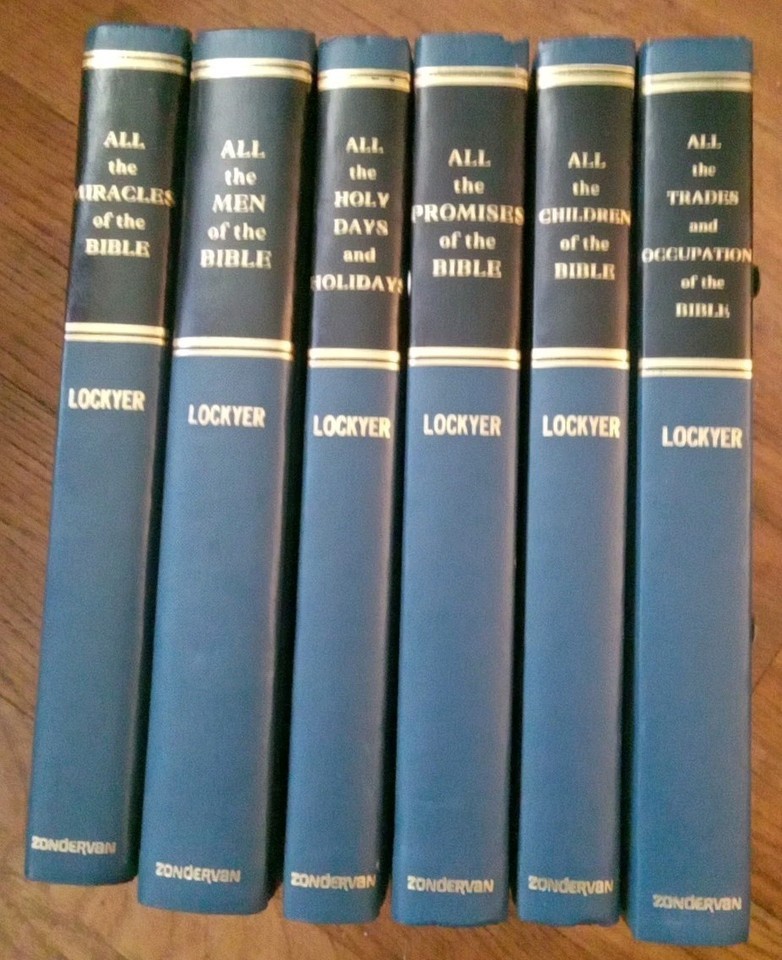 ALL
the
MIRACLES
of the
BIBLE
LOCKYER
ZONDERVAN
ALL
the
MEN
of the
BIBLE
LOCKYER
ZONDERVAN
ALL
the
HOLY
DAYS
and
HOLIDAYS
LOCKYER
ZONDERVAN
ALL
the
PROMISES
of the
BIBLE
LOCKYER
ZONDERVAN
ALL
the
CHILDREN
of the
BIBLE
LOCKYER
ZONDERVAN
ALL
the
TRADES
and
OCCUPATION
of the
BIBLE
LOCKYER
ZONDERVAN